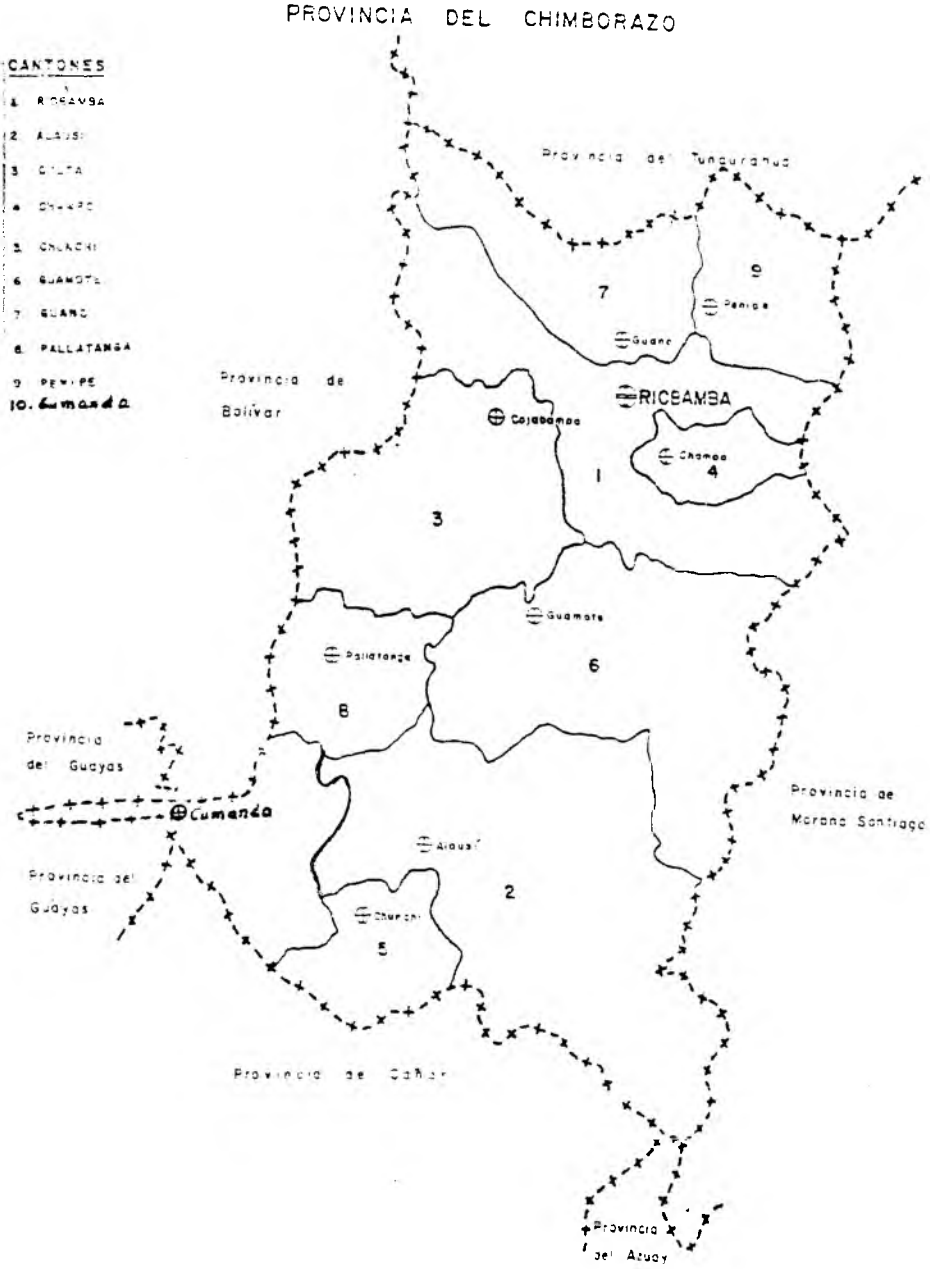 PROVINCIA DEL CHIMBORAZO
CANTONES
1 RIOBAMBA
2 ALAUSI
3 COLTA
4 CHAMBO
5 CHUNCHI
6 GUAMOTE
7 GUANO
8 PALLATANGA
9 PENIPE
10. Cumanda
Provincia del Tungurahua
9
7
Penipe
Guano
Provincia de
Bolívar
RIOBAMBA
Cajabamba
Chambo
4
1
3
Guamote
Pallatanga
6
8
Provincia
del Guayas
Provincia de
Morona Santiago
Cumanda
Alausí
Provincia del
Guayas
2
Chunchi
5
Provincia de Cañar
Provincia
del Azuay